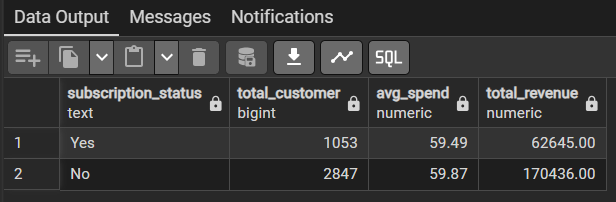 Data Output Messages Notifications
SQL
subscription_status total_customer avg_spend total_revenue
text bigint numeric numeric
1 Yes 1053 59.49 62645.00
2 No 2847 59.87 170436.00